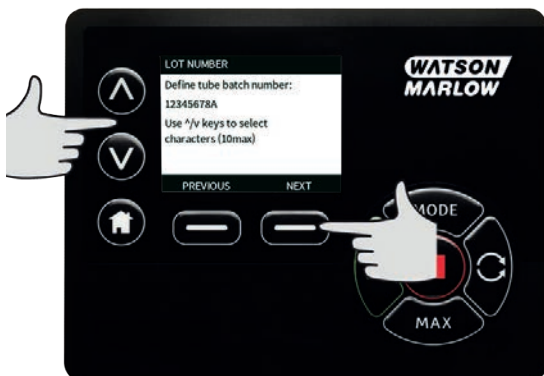 LOT NUMBER
WATSON
MARLOW
Define tube batch number:
12345678A
Use ^/v keys to select
characters (10max)
PREVIOUS NEXT
MODE
MAX